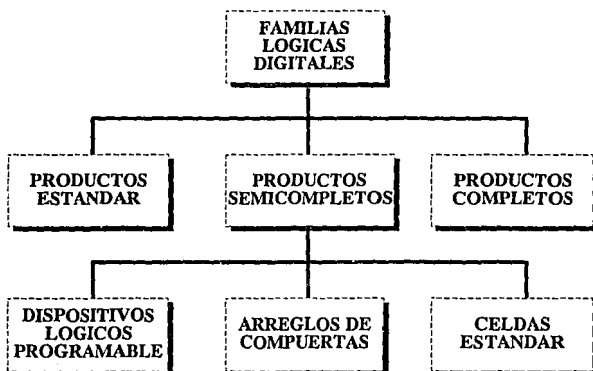 FAMILIAS
LOGICAS
DIGITALES
PRODUCTOS
ESTANDAR
PRODUCTOS
SEMICOMPLETOS
PRODUCTOS
COMPLETOS
DISPOSITIVOS
LOGICOS
PROGRAMABLE
ARREGLOS DE
COMPUERTAS
CELDAS
ESTANDAR